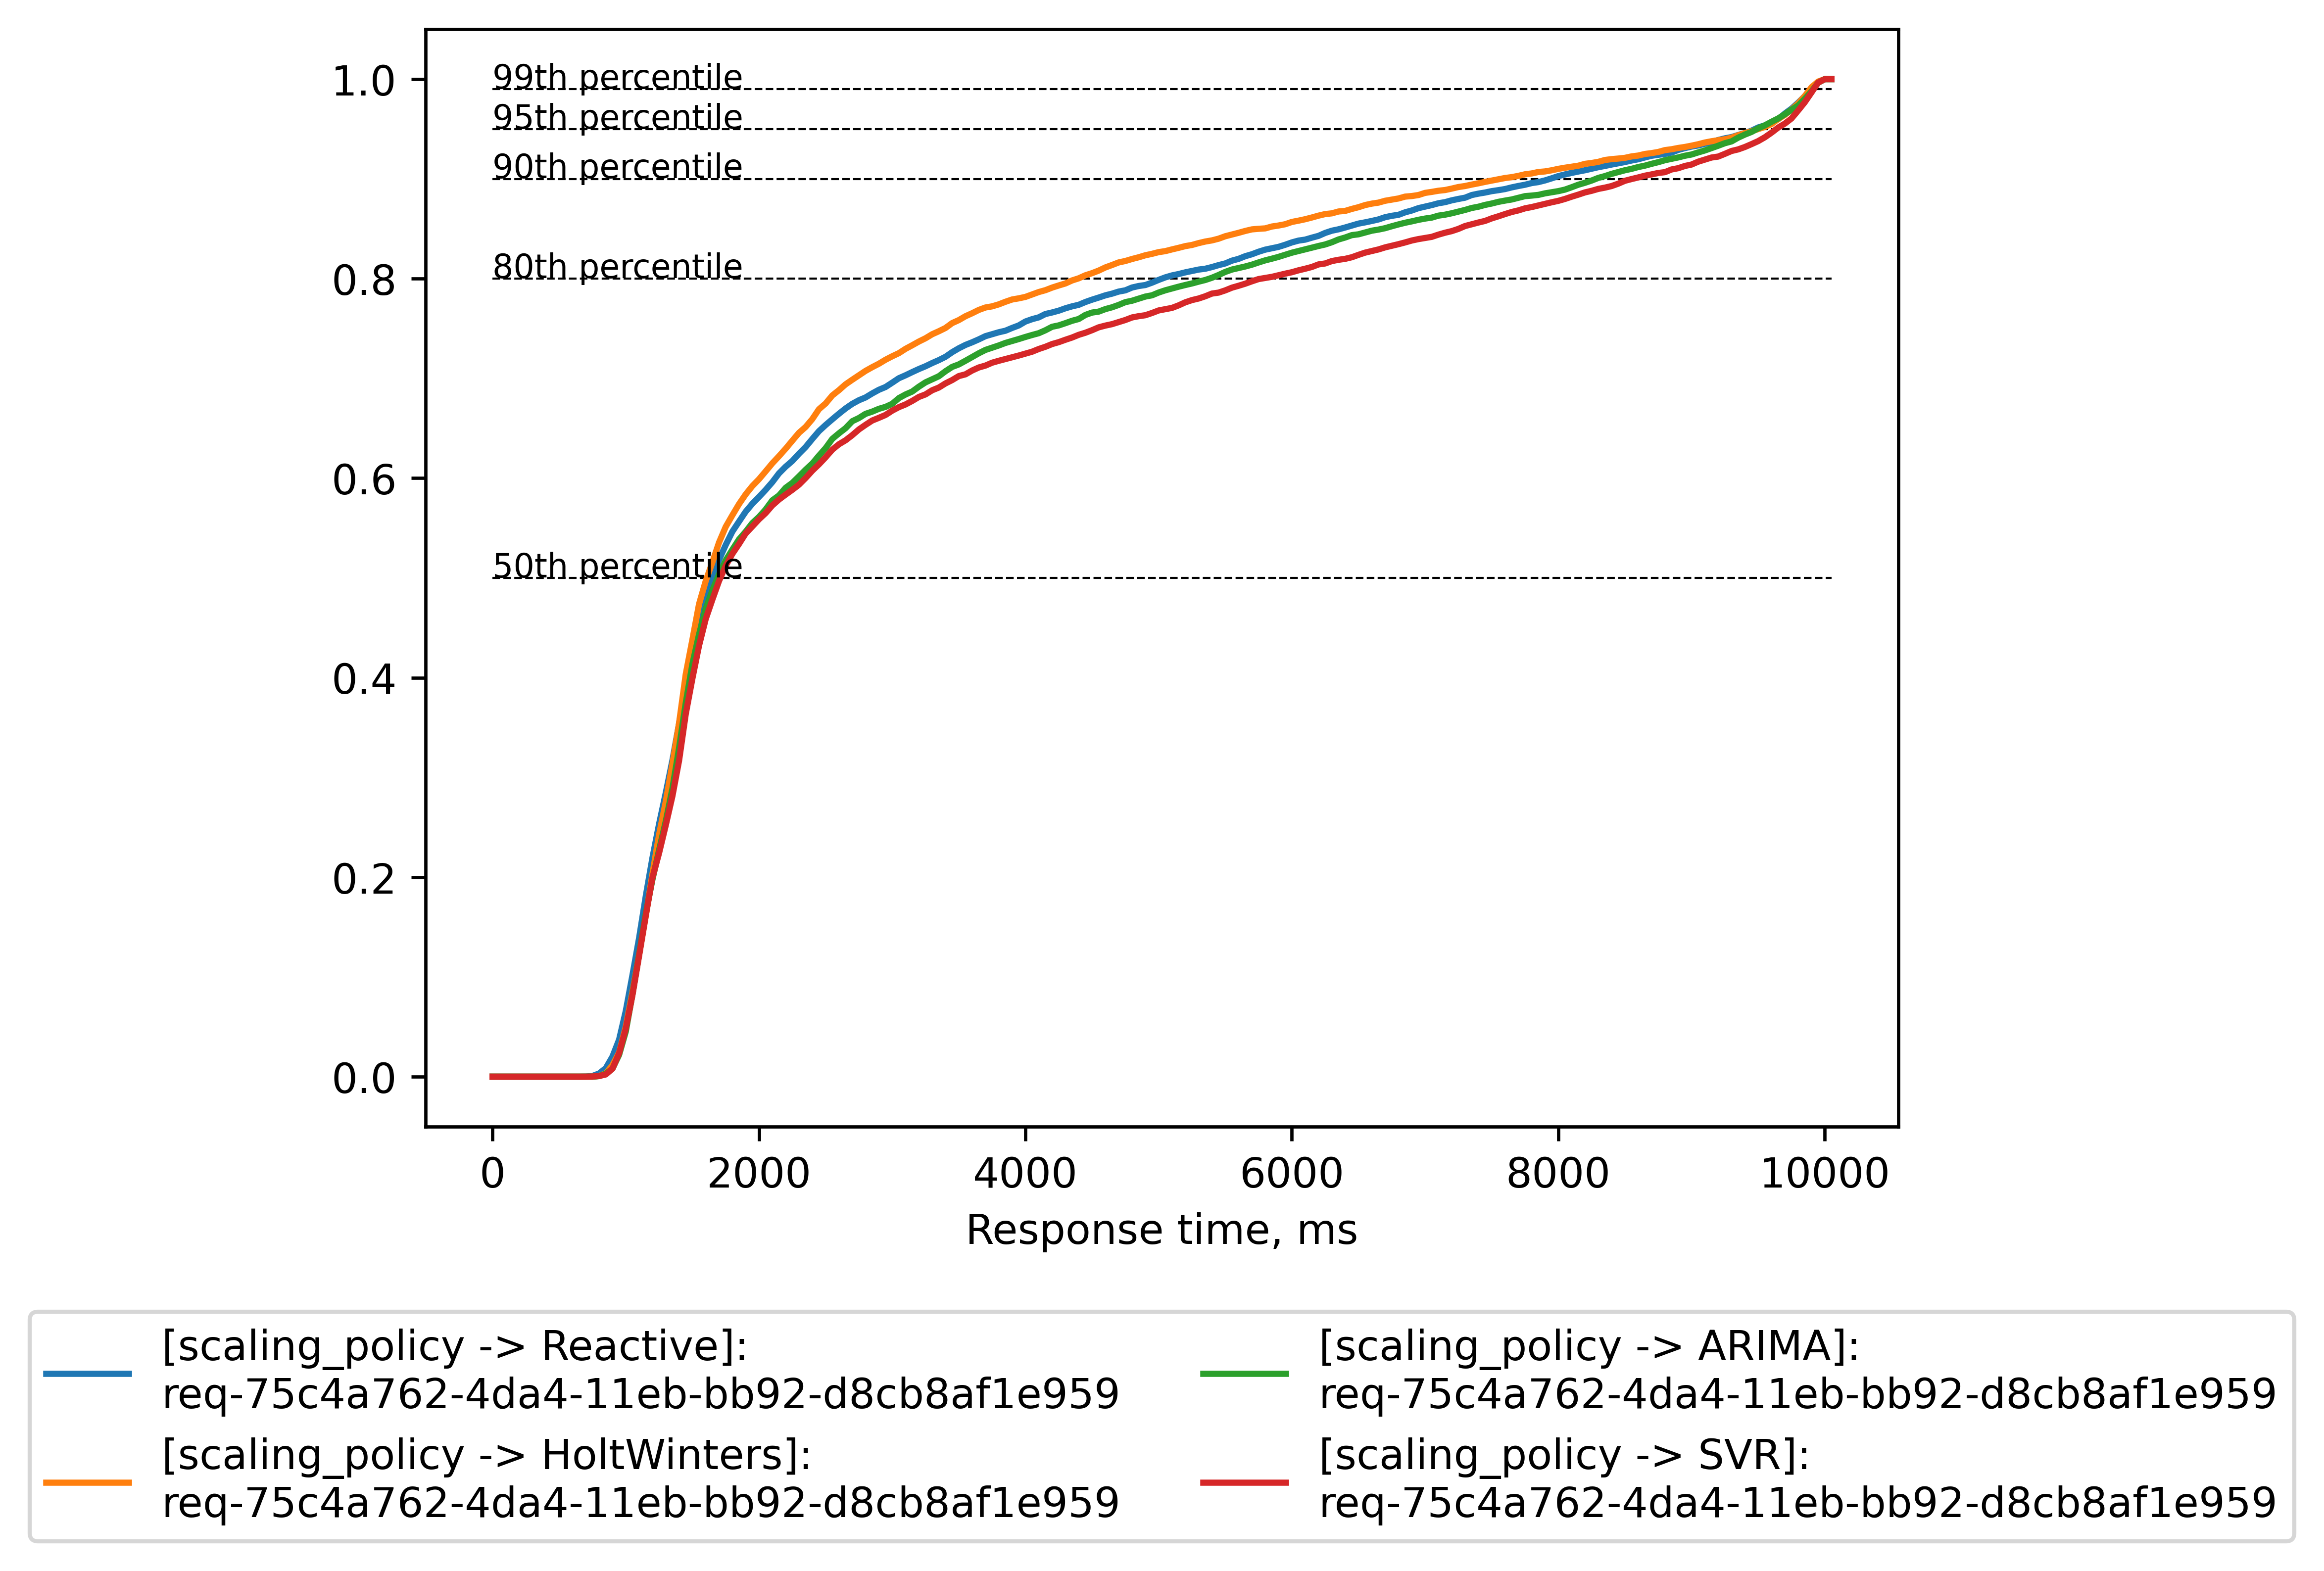 99th percentile
95th percentile
90th percentile
80th percentile
50th percentile
1.0
0.8
0.6
0.4
0.2
0.0
0 2000 4000 6000 8000 10000
Response time, ms
[scaling_policy -> Reactive]:
req-75c4a762-4da4-11eb-bb92-d8cb8af1e959
[scaling_policy -> HoltWinters]:
req-75c4a762-4da4-11eb-bb92-d8cb8af1e959
[scaling_policy -> ARIMA]:
req-75c4a762-4da4-11eb-bb92-d8cb8af1e959
[scaling_policy -> SVR]:
req-75c4a762-4da4-11eb-bb92-d8cb8af1e959